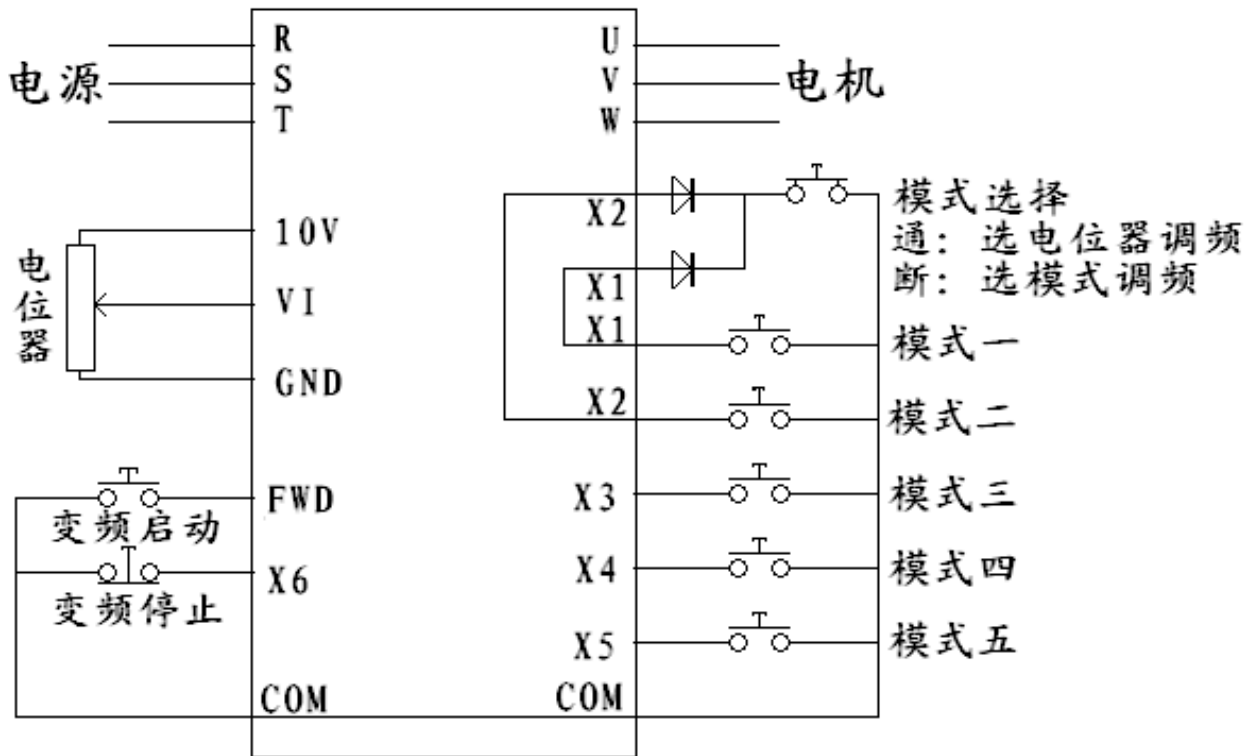 电源
R
S
T
U
V
W
电机
电位器
10V
VI
GND
X2
X1
X1
X2
模式选择
通：选电位器调频
断：选模式调频
模式一
模式二
FWD
变频启动
X6
变频停止
COM
X3
模式三
X4
模式四
X5
模式五
COM